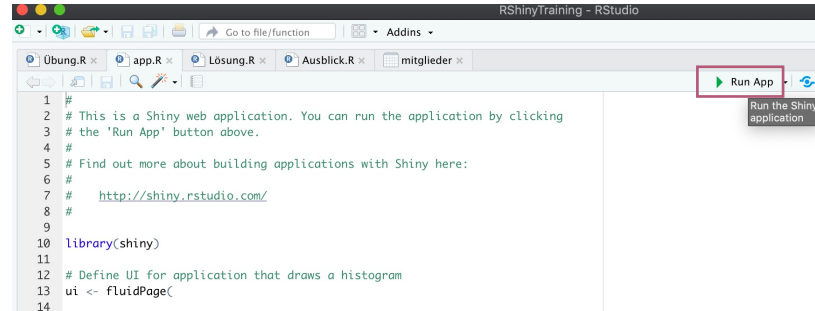 RShinyTraining - RStudio
Go to file/function
Addins
Übung.R
app.R
Lösung.R
Ausblick.R
mitglieder
Run App
Run the Shiny
application
1 #
2 # This is a Shiny web application. You can run the application by clicking
3 # the 'Run App' button above.
4 #
5 # Find out more about building applications with Shiny here:
6 #
7 #    http://shiny.rstudio.com/
8 #
9
10 library(shiny)
11
12 # Define UI for application that draws a histogram
13 ui <- fluidPage(
14